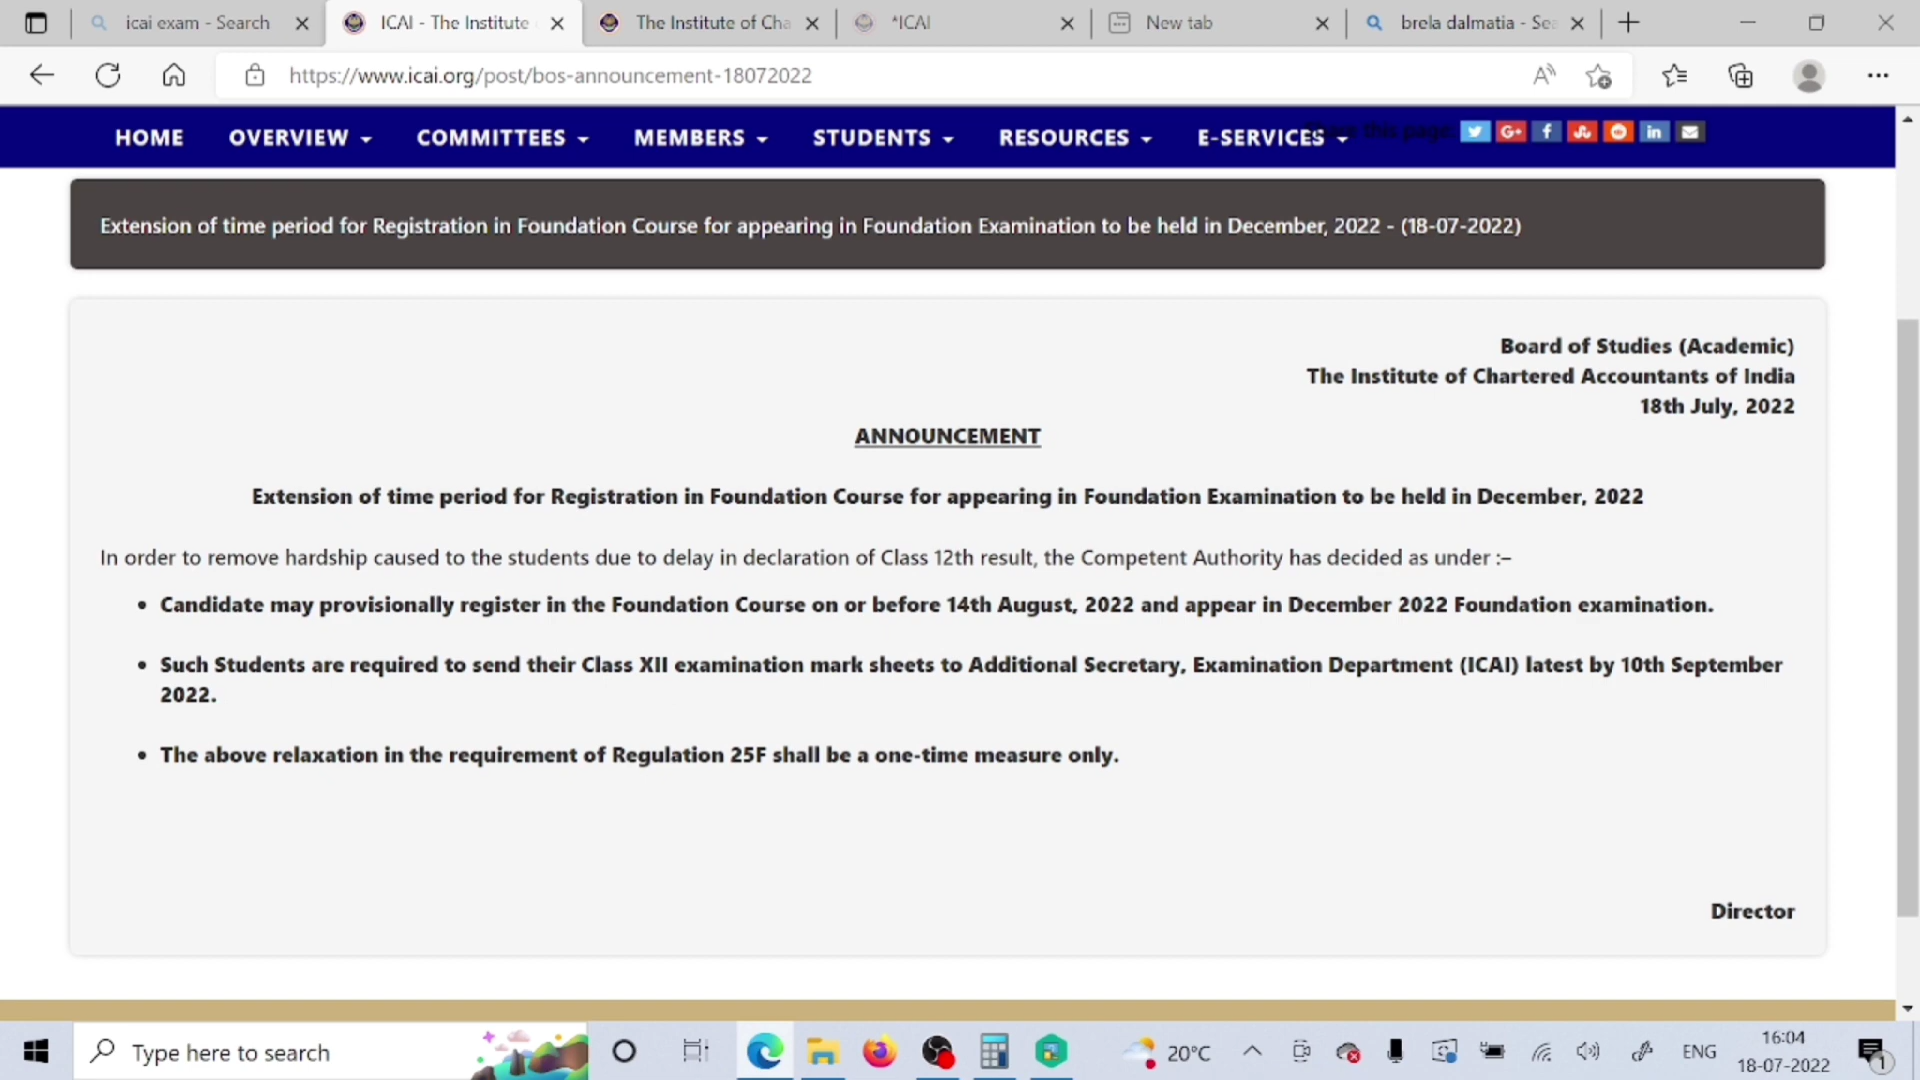 icai exam - Search
ICAI - The Institute
The Institute of Cha
*ICAI
New tab
brela dalmatia - Sea
https://www.icai.org/post/bos-announcement-18072022
HOME OVERVIEW COMMITTEES MEMBERS STUDENTS RESOURCES E-SERVICES
Extension of time period for Registration in Foundation Course for appearing in Foundation Examination to be held in December, 2022 - (18-07-2022)
Board of Studies (Academic)
The Institute of Chartered Accountants of India
18th July, 2022
ANNOUNCEMENT
Extension of time period for Registration in Foundation Course for appearing in Foundation Examination to be held in December, 2022
In order to remove hardship caused to the students due to delay in declaration of Class 12th result, the Competent Authority has decided as under :–
• Candidate may provisionally register in the Foundation Course on or before 14th August, 2022 and appear in December 2022 Foundation examination.
• Such Students are required to send their Class XII examination mark sheets to Additional Secretary, Examination Department (ICAI) latest by 10th September
2022.
• The above relaxation in the requirement of Regulation 25F shall be a one-time measure only.
Director
Type here to search
20°C
ENG
16:04
18-07-2022
1